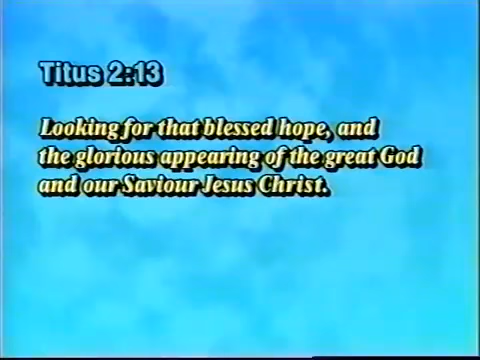 Titus 2:13
Looking for that blessed hope, and
the glorious appearing of the great God
and our Saviour Jesus Christ.